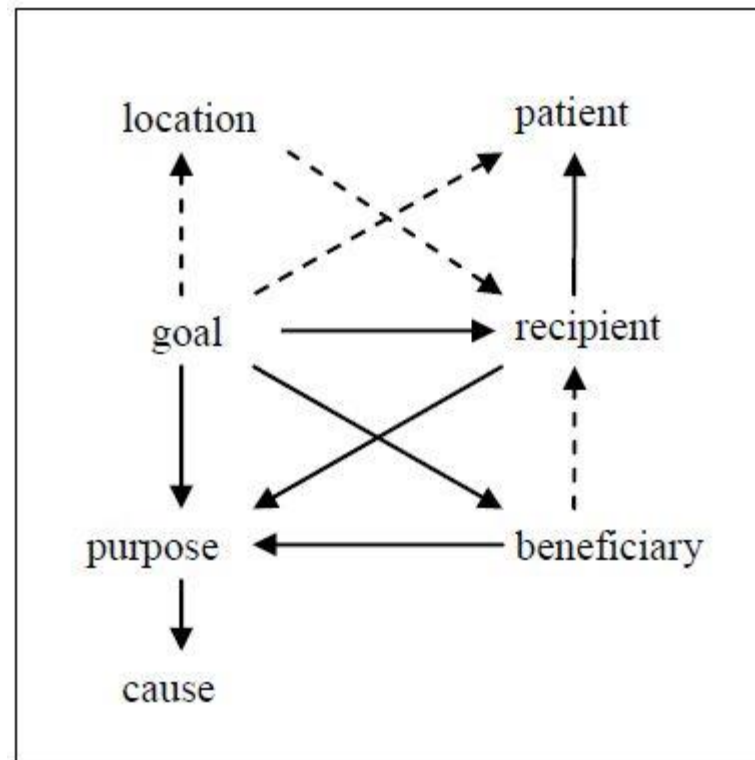 location patient
goal recipient
purpose beneficiary
cause